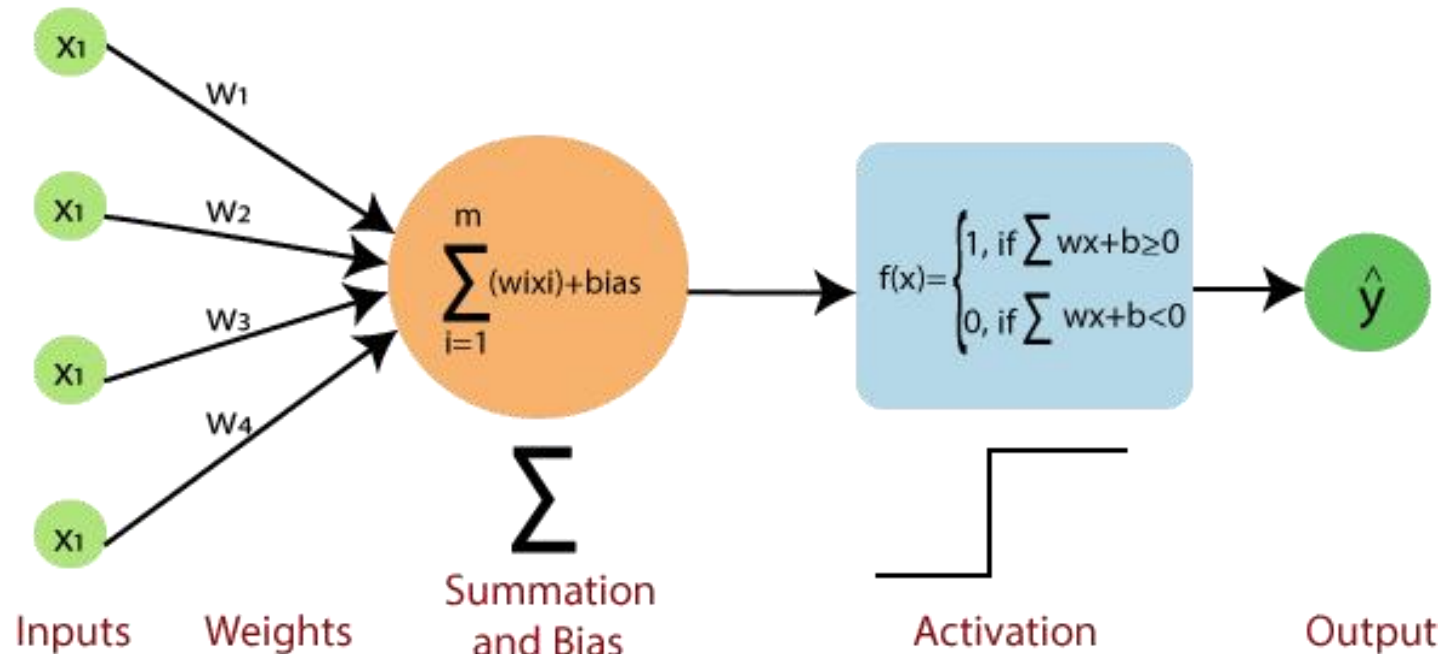 x1
w1
x1
w2
x1
w3
x1
w4
m
∑(wixi)+bias
i=1
f(x)={1, if ∑ wx+b≥0
0, if ∑ wx+b<0
ŷ
∑
Inputs
Weights
Summation
and Bias
Activation
Output